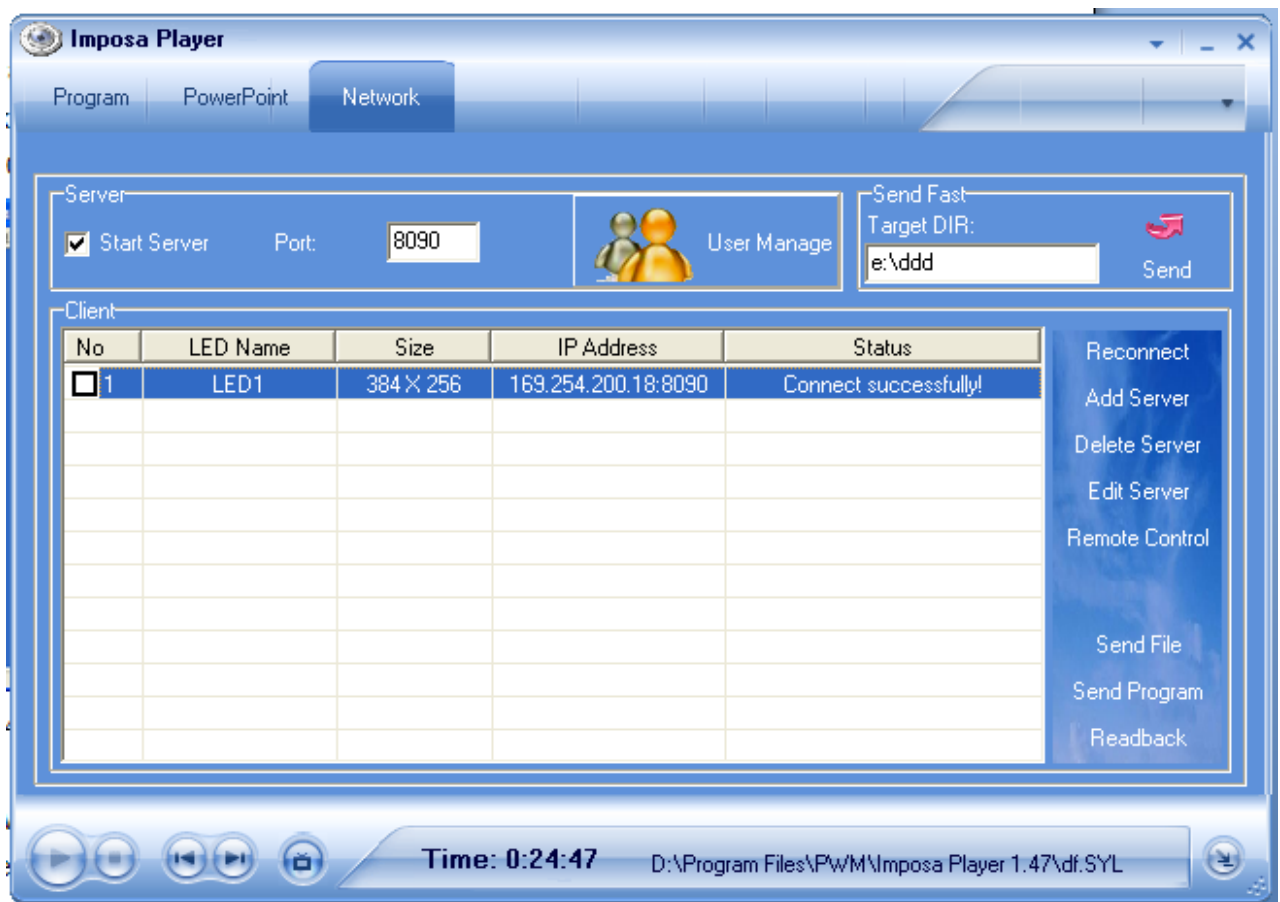 Imposa Player
Program PowerPoint Network
Server
Start Server Port: 8090 User Manage
Send Fast
Target DIR:
e:\ddd
Send
Client
No LED Name Size IP Address Status
1 LED1 384 X 256 169.254.200.18:8090 Connect successfully!
Reconnect
Add Server
Delete Server
Edit Server
Remote Control
Send File
Send Program
Readback
Time: 0:24:47 D:\Program Files\PWM\Imposa Player 1.47\df.SYL